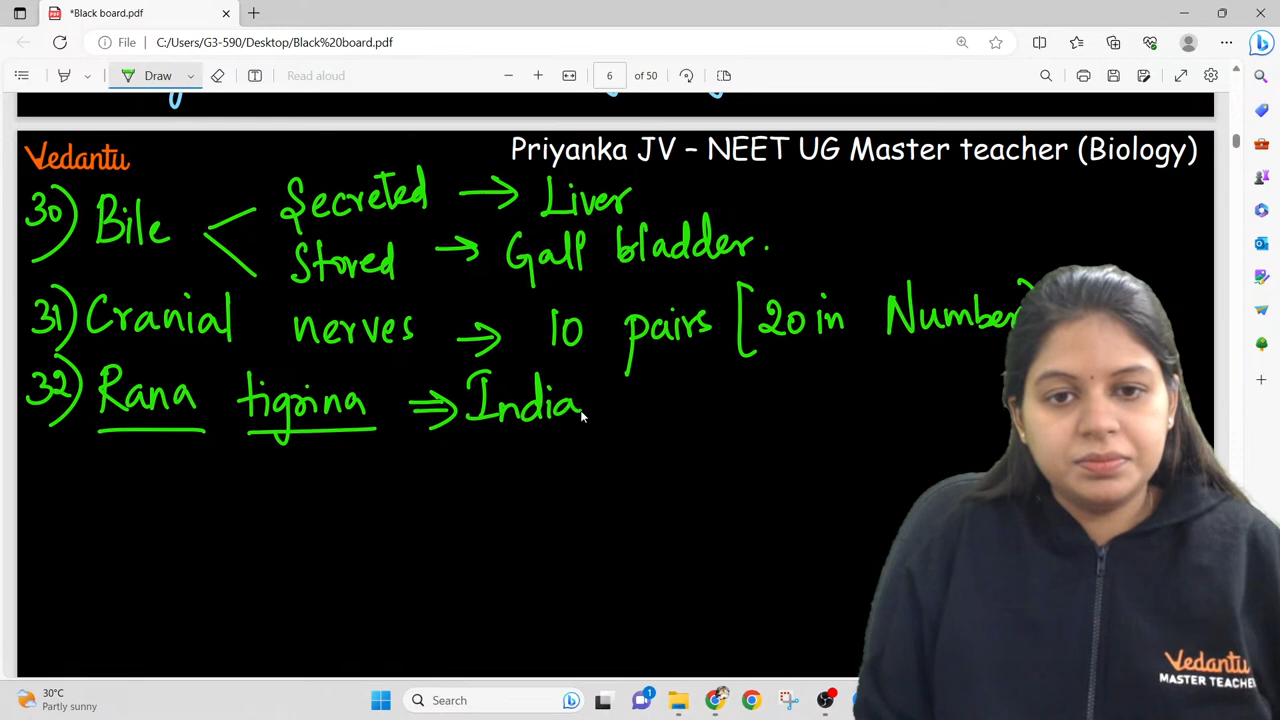 *Black board.pdf
File C:/Users/G3-590/Desktop/Black%20board.pdf
Draw Read aloud 6 of 50
Vedantu Priyanka JV – NEET UG Master teacher (Biology)
30) Bile Secreted → Liver
Stored → Gall bladder.
31) Cranial nerves → 10 pairs [20 in Number]
32) Rana tigrina ⇒ India
Vedantu
MASTER TEACHER
30°C
Partly sunny
Search
1